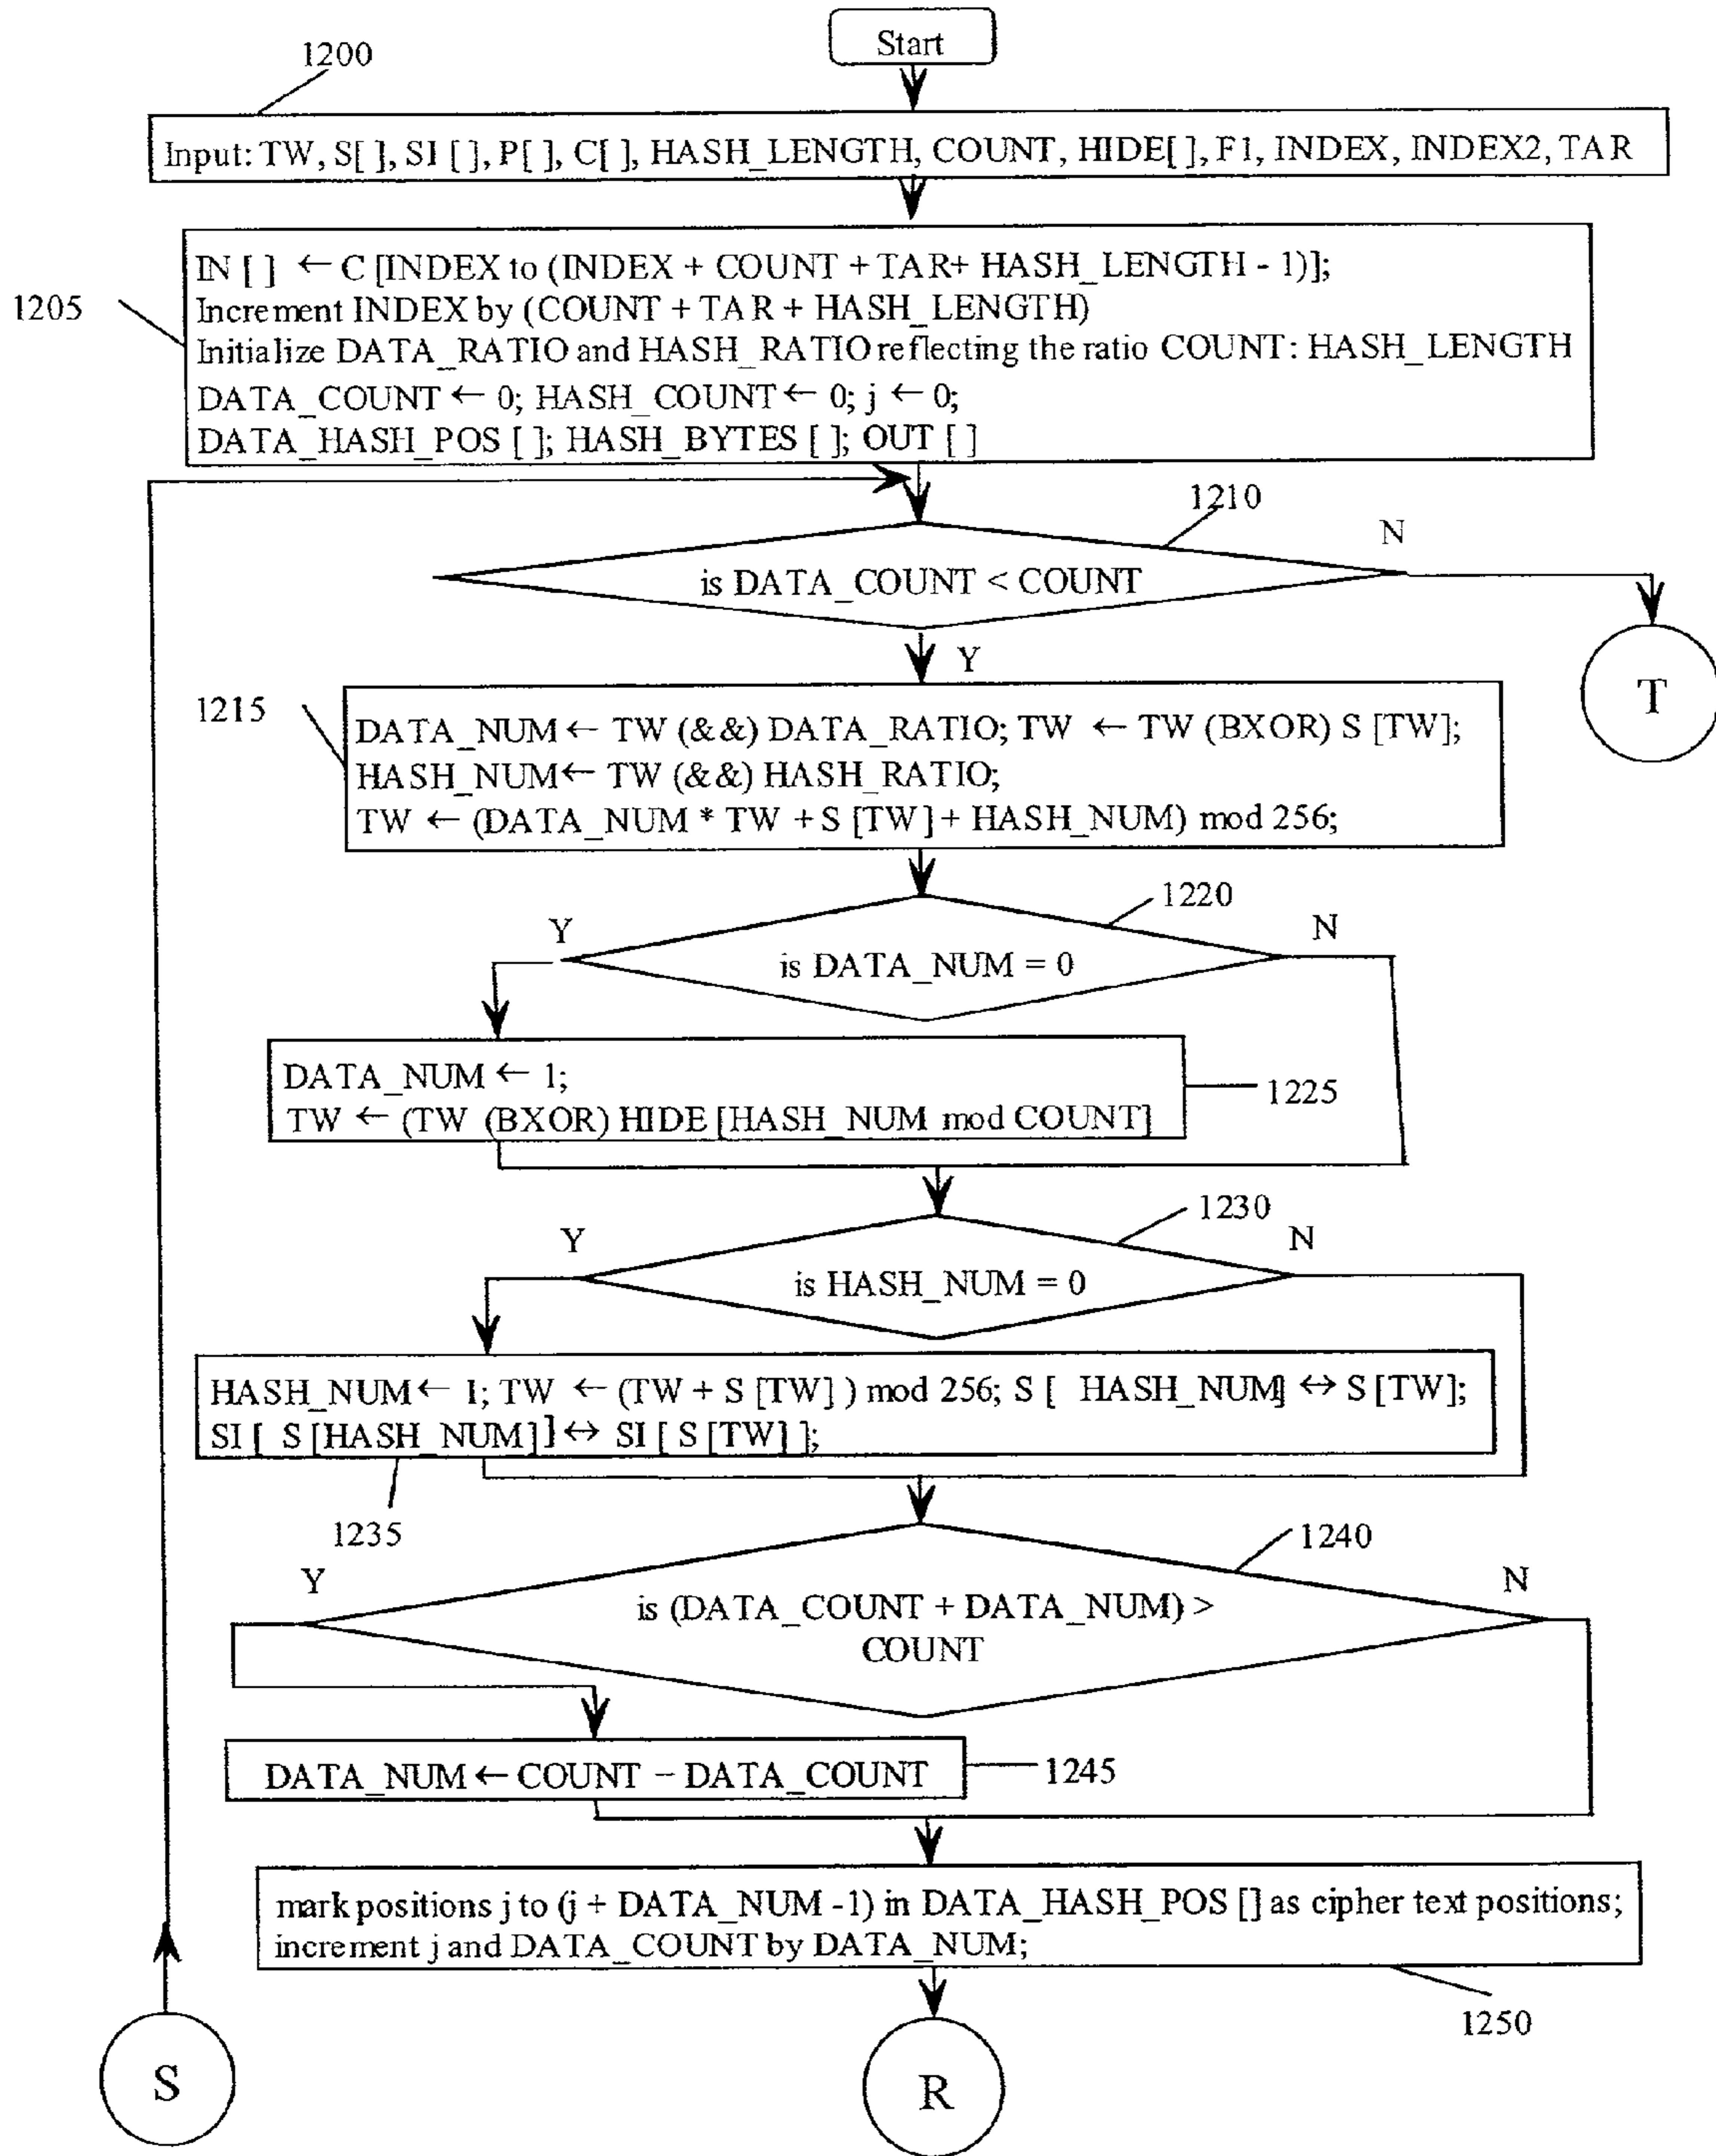 Start
1200
Input: TW, S[ ], SI [ ], P[ ], C[ ], HASH_LENGTH, COUNT, HIDE[ ], F1, INDEX, INDEX2, TAR
IN [ ] ← C [INDEX to (INDEX + COUNT + TAR+ HASH_LENGTH - 1)];
1205
Increment INDEX by (COUNT + TAR + HASH_LENGTH)
Initialize DATA_RATIO and HASH_RATIO reflecting the ratio COUNT: HASH_LENGTH
DATA_COUNT ← 0; HASH_COUNT ← 0; j ← 0;
DATA_HASH_POS [ ]; HASH_BYTES [ ]; OUT [ ]
1210
N
is DATA_COUNT < COUNT
Y
T
1215
DATA_NUM ← TW (&&) DATA_RATIO; TW ← TW (BXOR) S [TW];
HASH_NUM ← TW (&&) HASH_RATIO;
TW ← (DATA_NUM * TW + S [TW] + HASH_NUM) mod 256;
1220
Y
N
is DATA_NUM = 0
DATA_NUM ← 1;
1225
TW ← (TW (BXOR) HIDE [HASH_NUM mod COUNT]
1230
Y
N
is HASH_NUM = 0
HASH_NUM ← 1; TW ← (TW + S [TW] ) mod 256; S [ HASH_NUM] ↔ S [TW];
SI [ S [HASH_NUM] ] ↔ SI [ S [TW] ];
1235
1240
Y
N
is (DATA_COUNT + DATA_NUM) >
COUNT
DATA_NUM ← COUNT - DATA_COUNT
1245
mark positions j to (j + DATA_NUM -1) in DATA_HASH_POS [] as cipher text positions;
increment j and DATA_COUNT by DATA_NUM;
1250
S
R